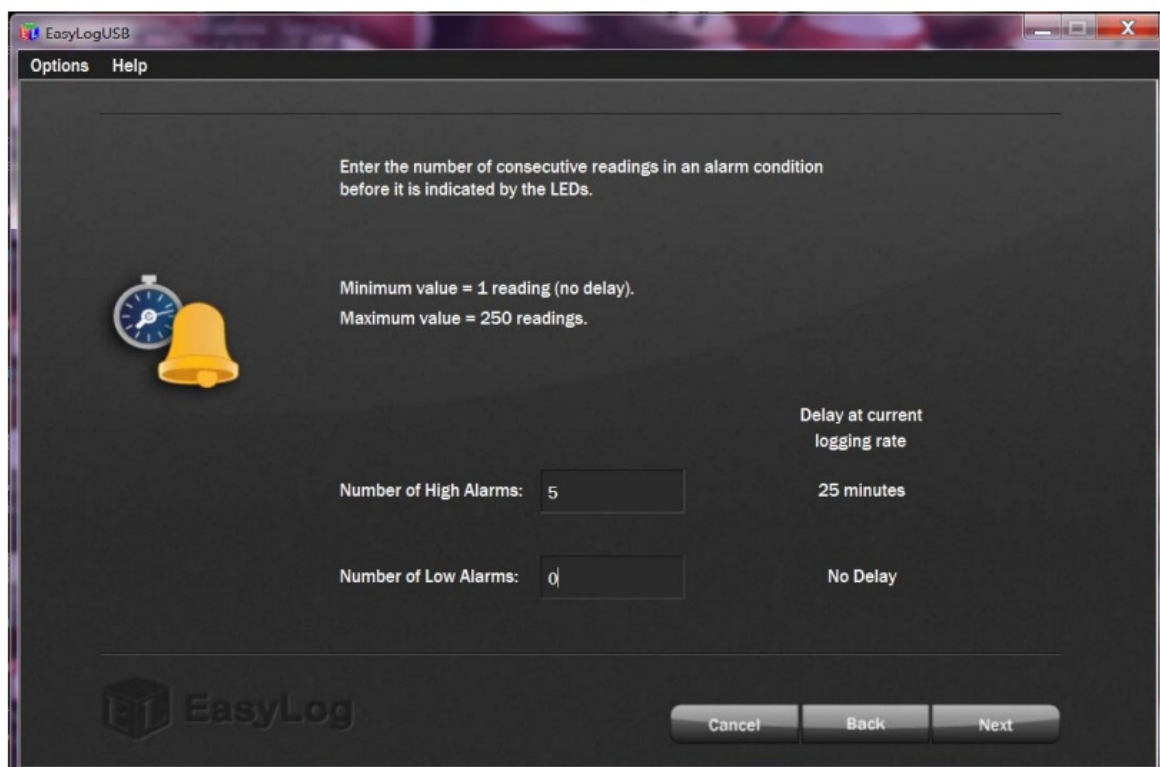 EasyLogUSB
Options Help
Enter the number of consecutive readings in an alarm condition
before it is indicated by the LEDs.
Minimum value = 1 reading (no delay).
Maximum value = 250 readings.
Delay at current
logging rate
Number of High Alarms: 5 25 minutes
Number of Low Alarms: 0 No Delay
EL EasyLog
Cancel Back Next